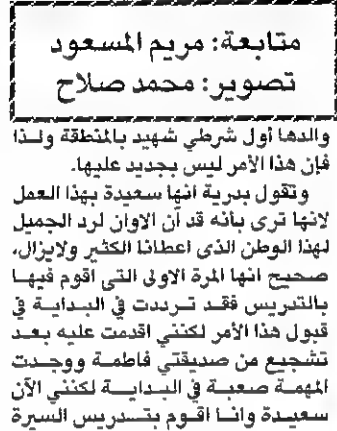 متابعة: مريم المسعود
تصوير: محمد صلاح
والدها أول شرطي شهيد بالمنطقة ولذا
فإن هذا الأمر ليس بجديد عليها.
وتقول بدرية انها سعيدة بهذا العمل
لانها ترى بأنه قد آن الاوان لرد الجميل
لهذا الوطن الذى اعطانا الكثير ولايزال،
صحيح انها المرة الاولى التي اقوم فيها
بالتدريس فقد ترددت في البداية في
قبول هذا الأمر لكنني اقدمت عليه بعد
تشجيع من صديقتي فاطمة ووجدت
المهمة صعبة في البداية لكنني الآن
سعيدة وانا اقوم بتدريس السيرة